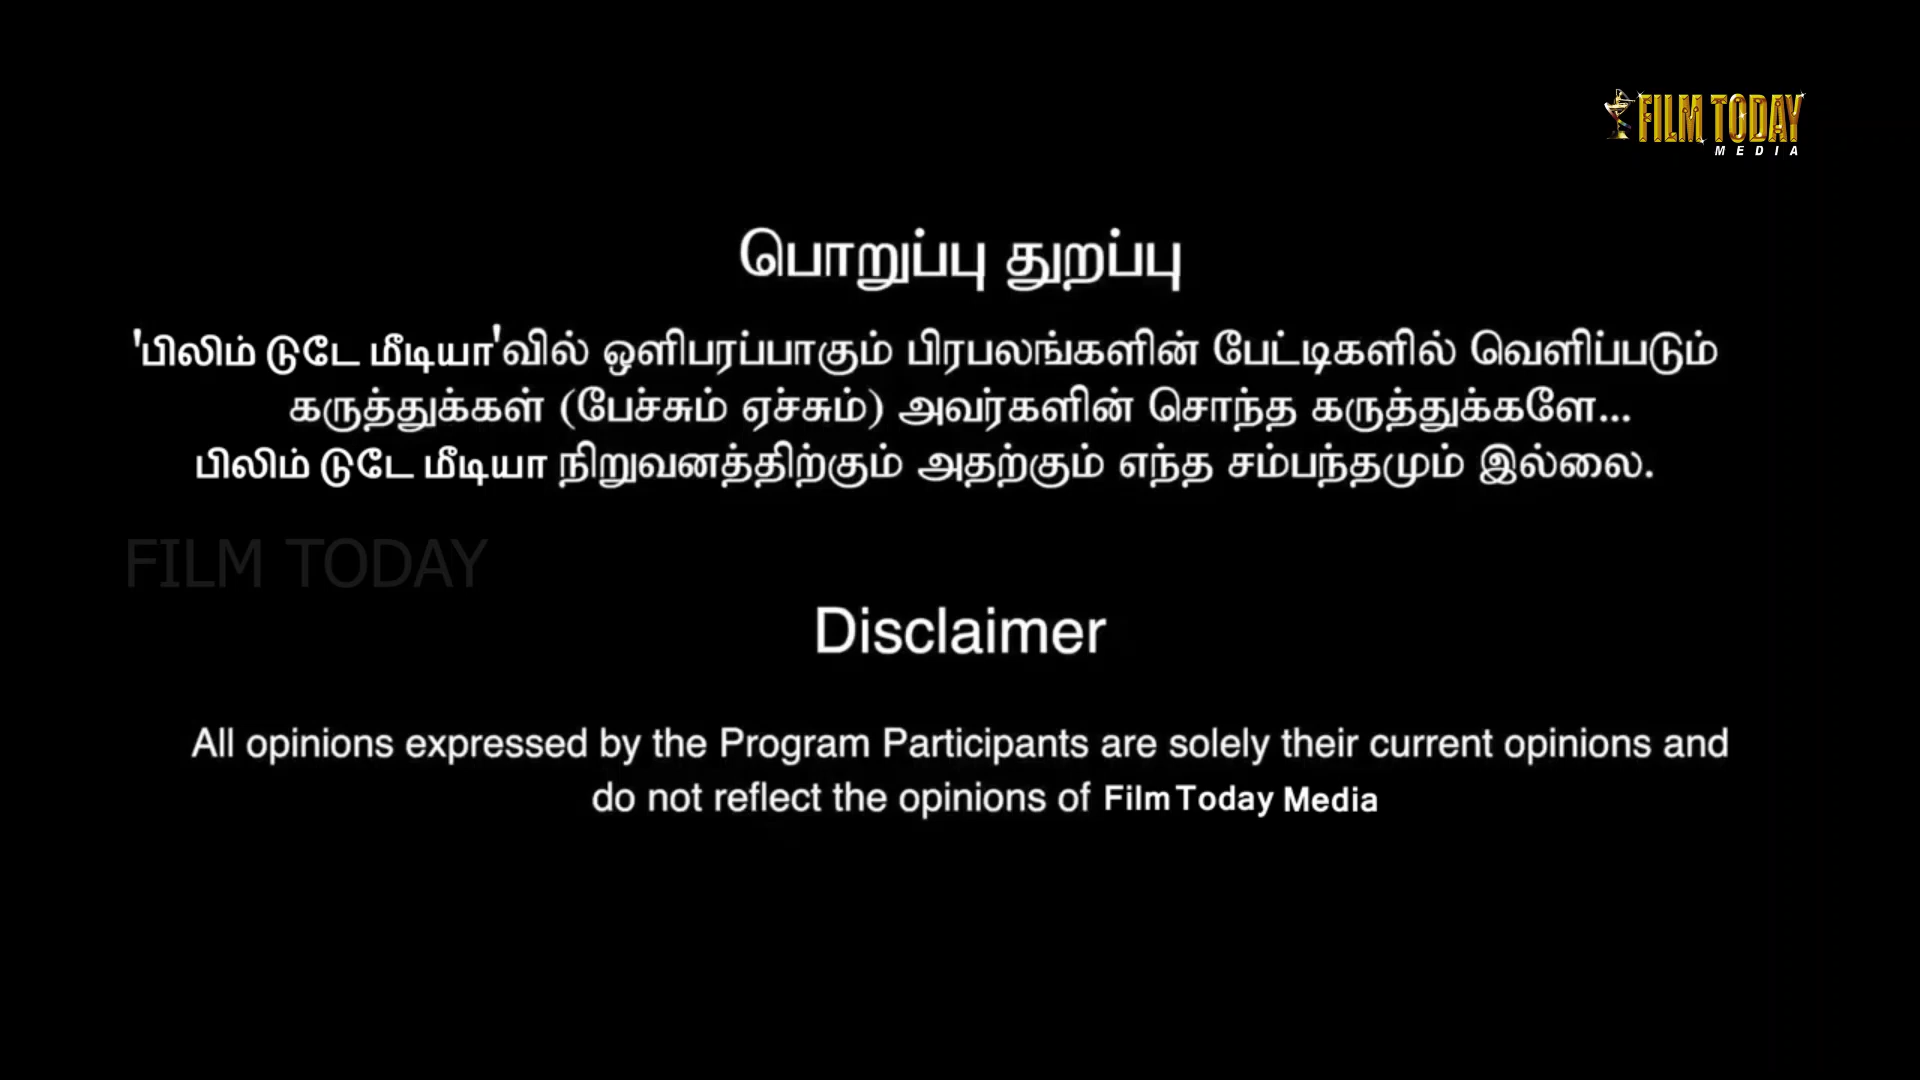 FILM TODAY
MEDIA
பொறுப்பு துறப்பு
'பிலிம் டுடே மீடியா'வில் ஒளிபரப்பாகும் பிரபலங்களின் பேட்டிகளில் வெளிப்படும்
கருத்துக்கள் (பேச்சும் ஏச்சும்) அவர்களின் சொந்த கருத்துக்களே...
பிலிம் டுடே மீடியா நிறுவனத்திற்கும் அதற்கும் எந்த சம்பந்தமும் இல்லை.
FILM TODAY
Disclaimer
All opinions expressed by the Program Participants are solely their current opinions and
do not reflect the opinions of Film Today Media